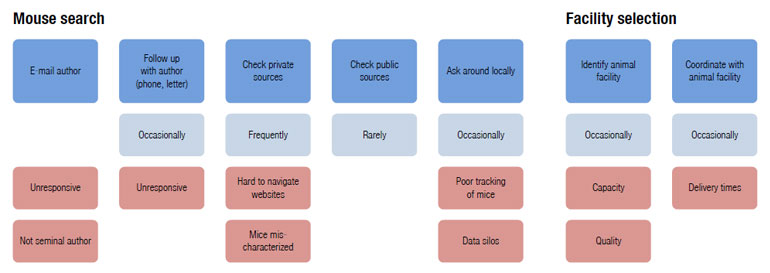 Mouse search
Facility selection
E-mail author
Follow up
with author
(phone, letter)
Check private
sources
Check public
sources
Ask around locally
Identify animal
facility
Coordinate with
animal facility
Occasionally
Frequently
Rarely
Occasionally
Occasionally
Occasionally
Unresponsive
Unresponsive
Hard to navigate
websites
Poor tracking
of mice
Capacity
Delivery times
Not seminal author
Mice mis-
characterized
Data silos
Quality